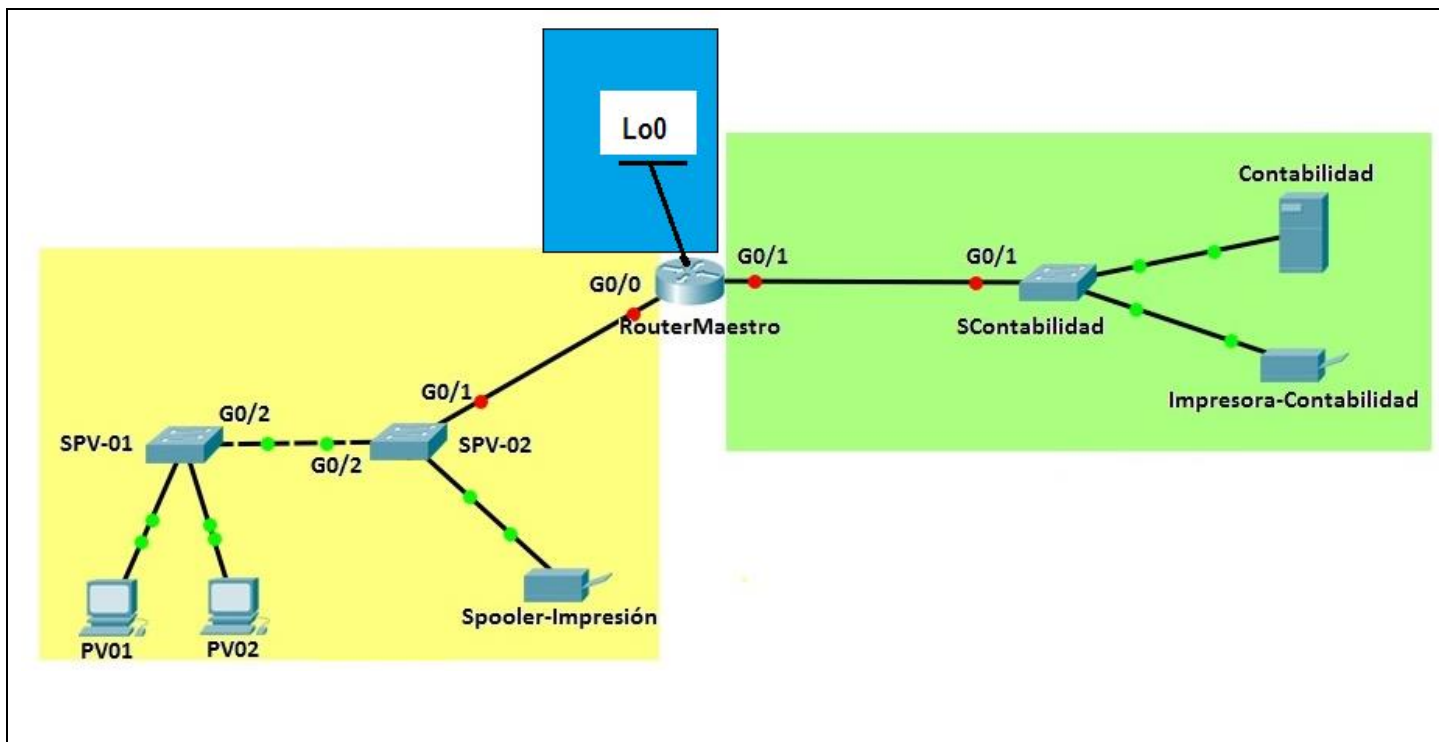 Lo0
Contabilidad
G0/1
G0/1
G0/0
RouterMaestro
SContabilidad
Impresora-Contabilidad
G0/1
G0/2
SPV-01
SPV-02
G0/2
Spooler-Impresión
PV01
PV02